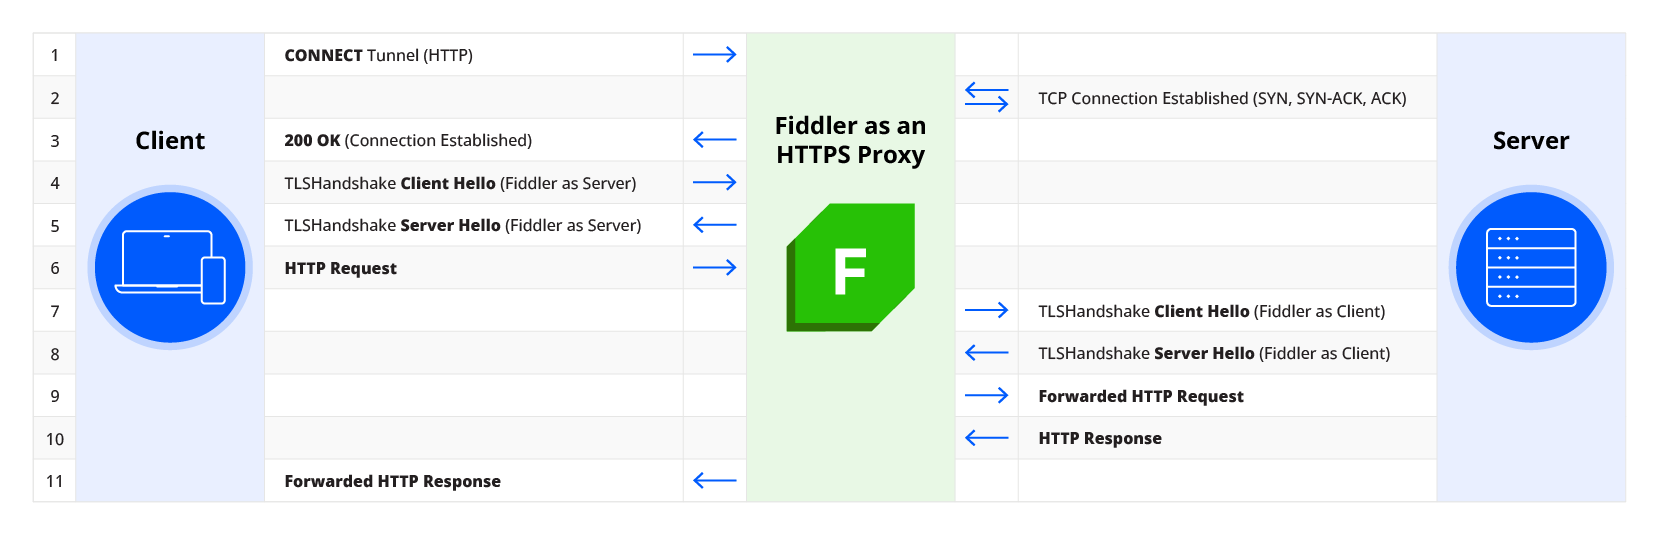 1 CONNECT Tunnel (HTTP)
2 TCP Connection Established (SYN, SYN-ACK, ACK)
Client
Fiddler as an
HTTPS Proxy
Server
3 200 OK (Connection Established)
4 TLSHandshake Client Hello (Fiddler as Server)
5 TLSHandshake Server Hello (Fiddler as Server)
F
6 HTTP Request
7 TLSHandshake Client Hello (Fiddler as Client)
8 TLSHandshake Server Hello (Fiddler as Client)
9 Forwarded HTTP Request
10 HTTP Response
11 Forwarded HTTP Response